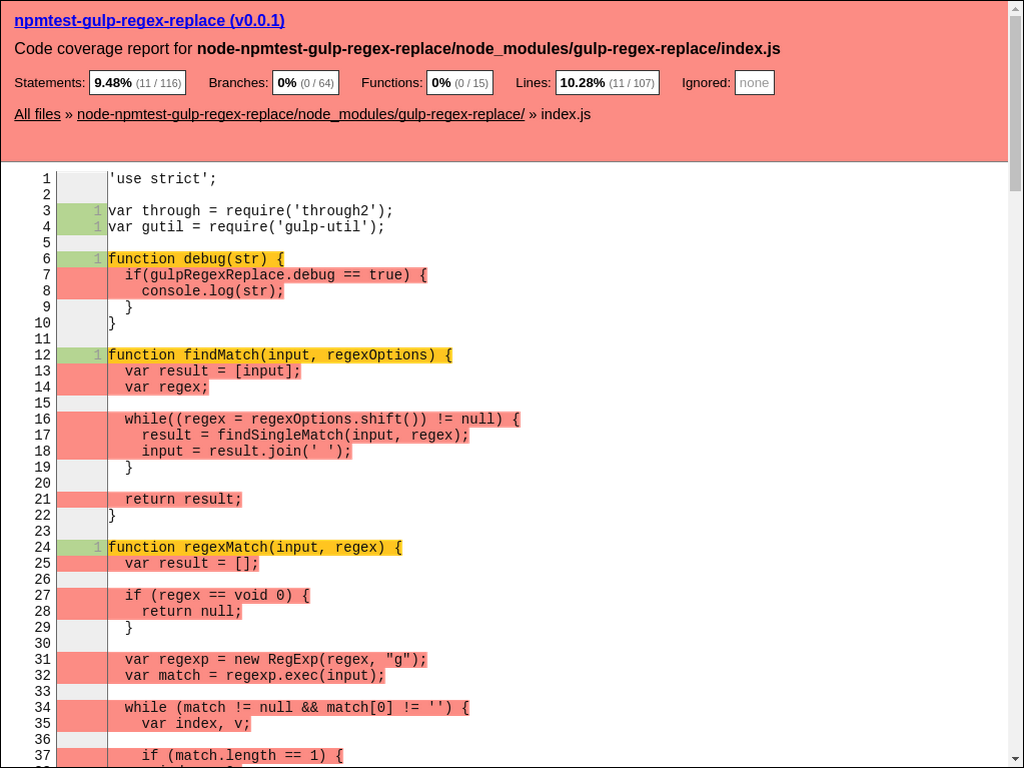 npmtest-gulp-regex-replace (v0.0.1)
Code coverage report for node-npmtest-gulp-regex-replace/node_modules/gulp-regex-replace/index.js
Statements: 9.48% (11 / 116) Branches: 0% (0 / 64) Functions: 0% (0 / 15) Lines: 10.28% (11 / 107) Ignored: none
All files » node-npmtest-gulp-regex-replace/node_modules/gulp-regex-replace/ » index.js
1 'use strict';
2
3 1 var through = require('through2');
4 1 var gutil = require('gulp-util');
5
6 1 function debug(str) {
7 if(gulpRegexReplace.debug == true) {
8 console.log(str);
9 }
10 }
11
12 1 function findMatch(input, regexOptions) {
13 var result = [input];
14 var regex;
15
16 while((regex = regexOptions.shift()) != null) {
17 result = findSingleMatch(input, regex);
18 input = result.join(' ');
19 }
20
21 return result;
22 }
23
24 1 function regexMatch(input, regex) {
25 var result = [];
26
27 if (regex == void 0) {
28 return null;
29 }
30
31 var regexp = new RegExp(regex, "g");
32 var match = regexp.exec(input);
33
34 while (match != null && match[0] != '') {
35 var index, v;
36
37 if (match.length == 1) {